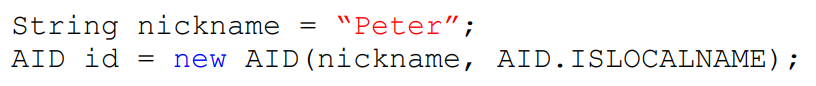 String nickname = “Peter”;
AID id = new AID(nickname, AID.ISLOCALNAME);